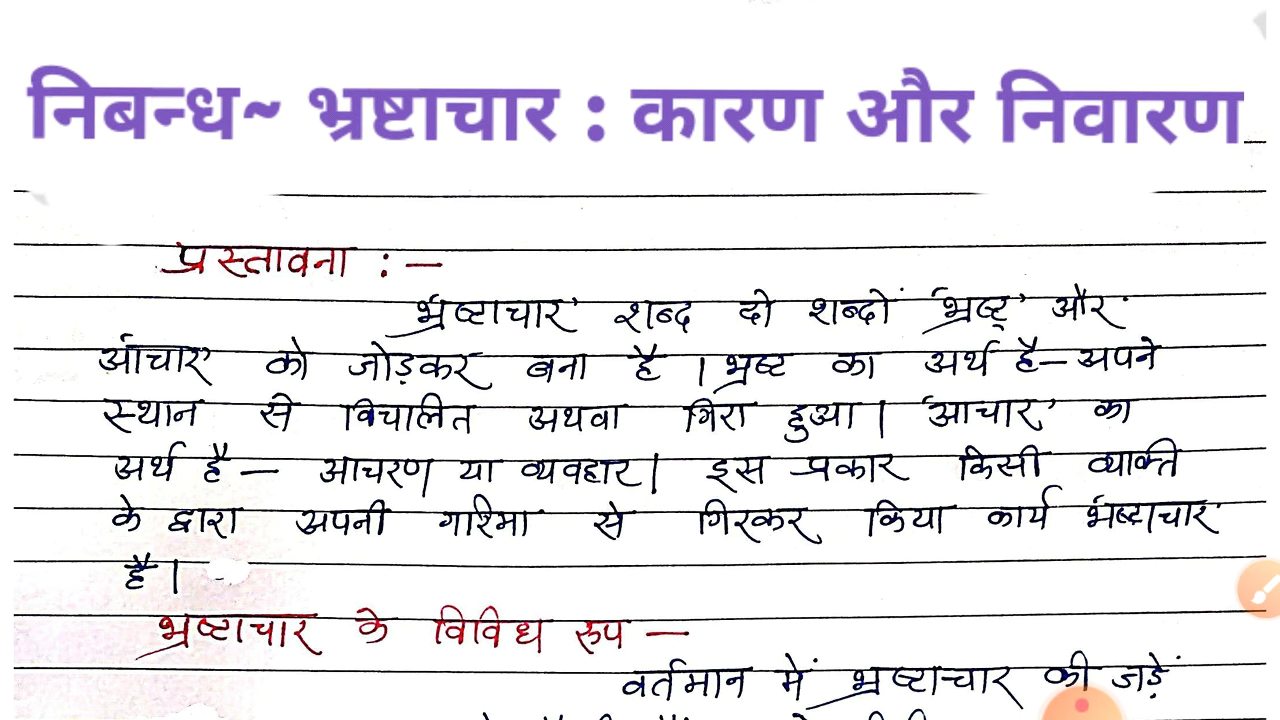 निबन्ध~ भ्रष्टाचार : कारण और निवारण
प्रस्तावना :—
'भ्रष्टाचार' शब्द दो शब्दों 'भ्रष्ट' और
'आचार' को जोड़कर बना है । भ्रष्ट का अर्थ है— अपने
स्थान से विचलित अथवा गिरा हुआ । 'आचार' का
अर्थ है — आचरण या व्यवहार । इस प्रकार किसी व्यक्ति
के द्वारा अपनी गरिमा से गिरकर किया कार्य भ्रष्टाचार
है ।
भ्रष्टाचार के विविध रूप —
वर्तमान में भ्रष्टाचार की जड़ें